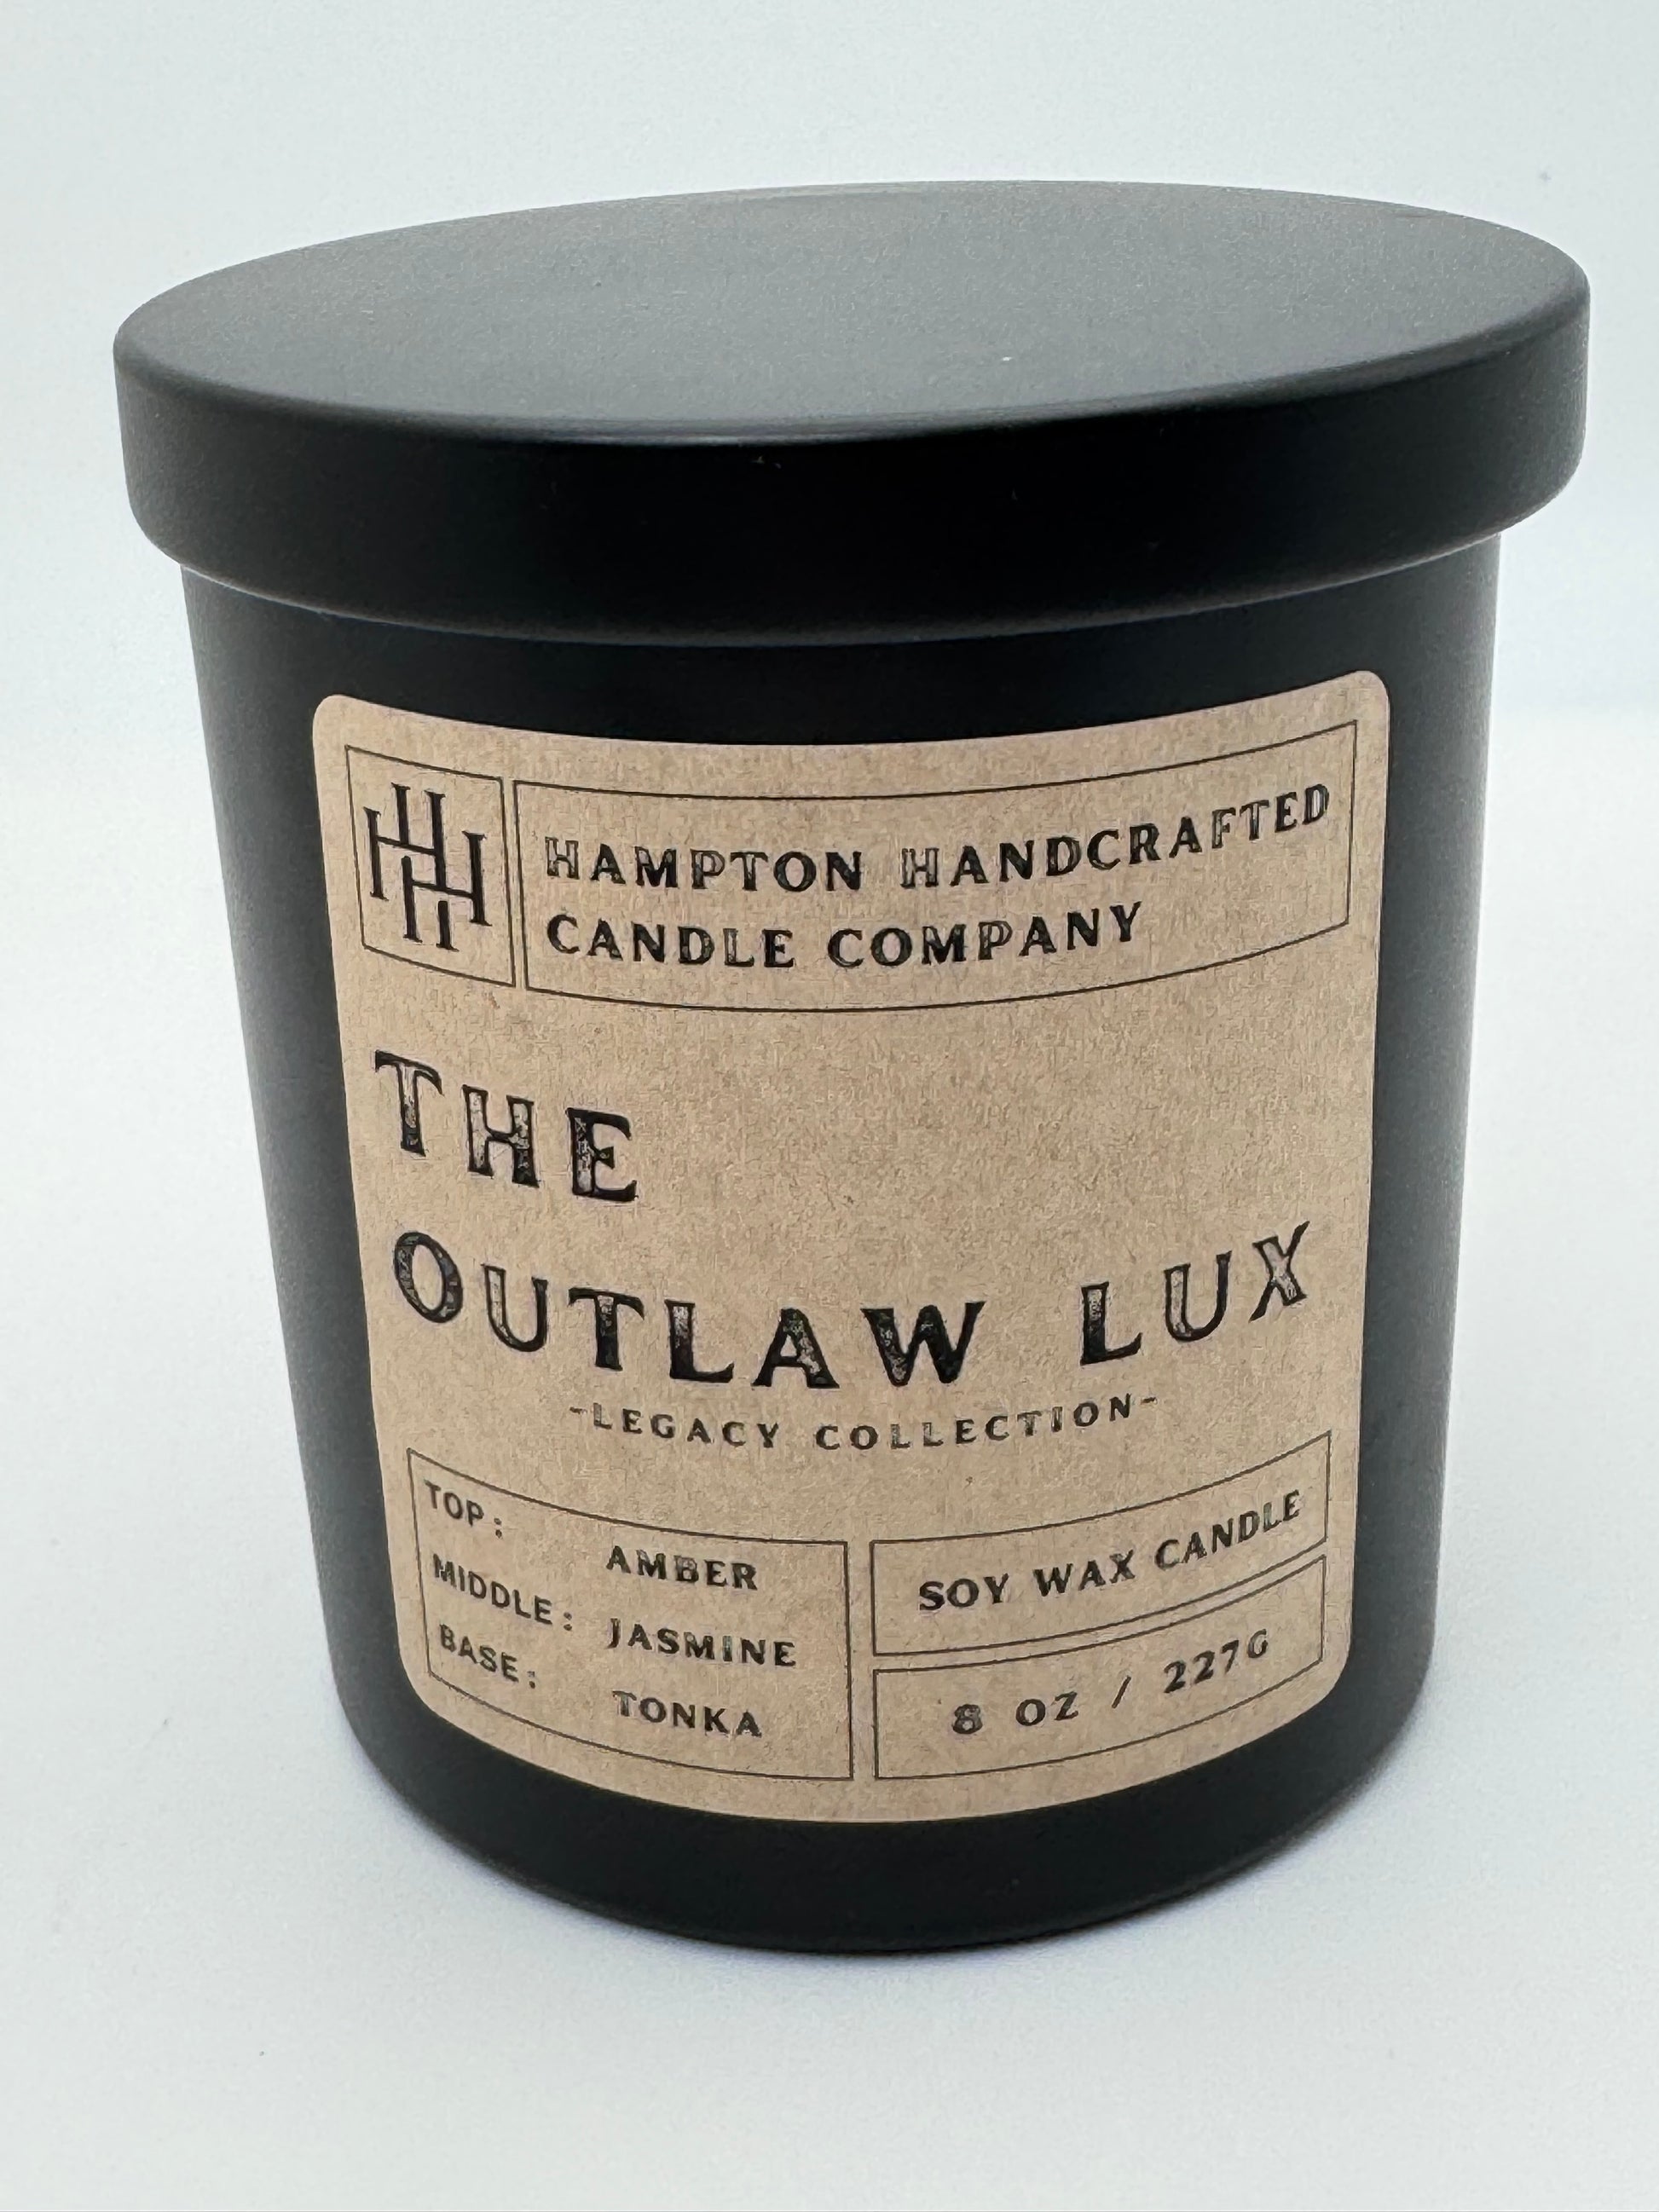 HH
HAMPTON HANDCRAFTED
CANDLE COMPANY
THE
OUTLAW LUX
-LEGACY COLLECTION-
TOP: AMBER
MIDDLE: JASMINE
BASE: TONKA
SOY WAX CANDLE
8 OZ / 227G